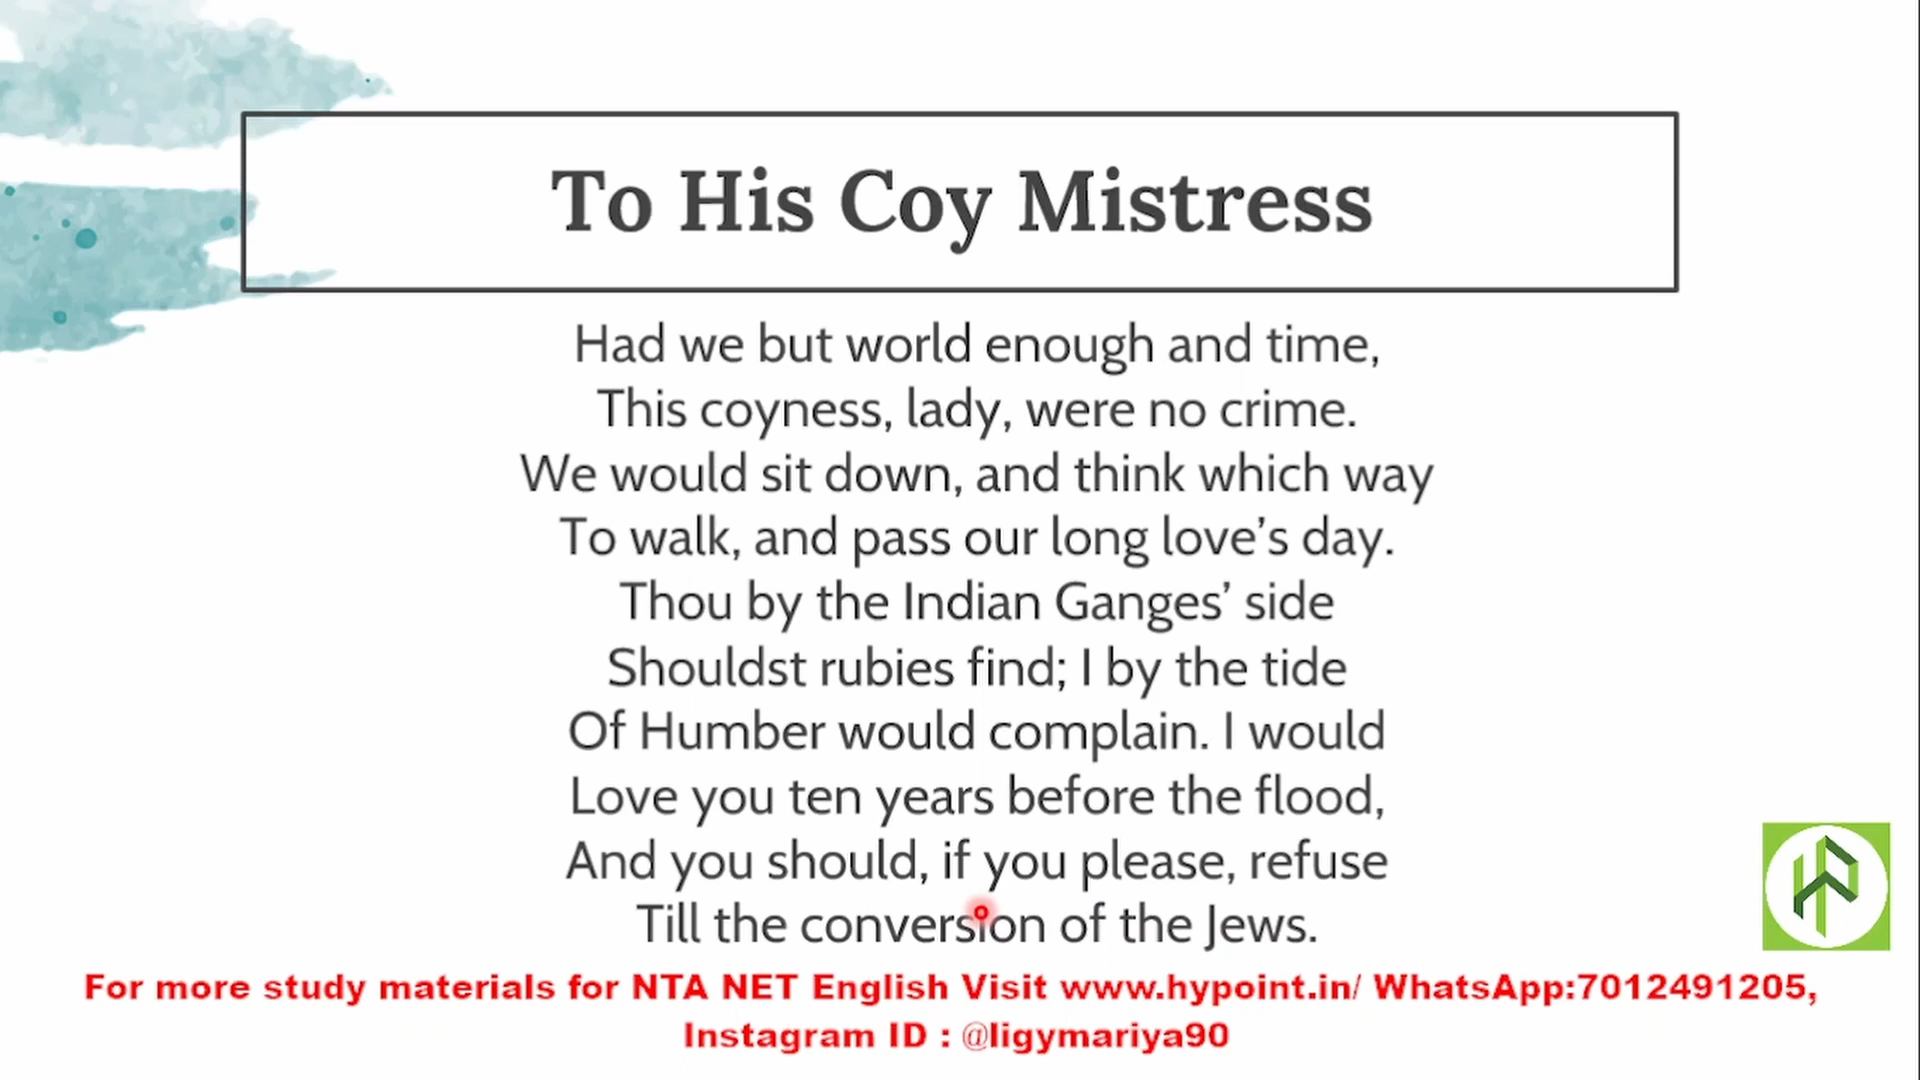 To His Coy Mistress
Had we but world enough and time,
This coyness, lady, were no crime.
We would sit down, and think which way
To walk, and pass our long love’s day.
Thou by the Indian Ganges’ side
Shouldst rubies find; I by the tide
Of Humber would complain. I would
Love you ten years before the flood,
And you should, if you please, refuse
Till the conversion of the Jews.
For more study materials for NTA NET English Visit www.hypoint.in/ WhatsApp:7012491205,
Instagram ID : @ligymariya90